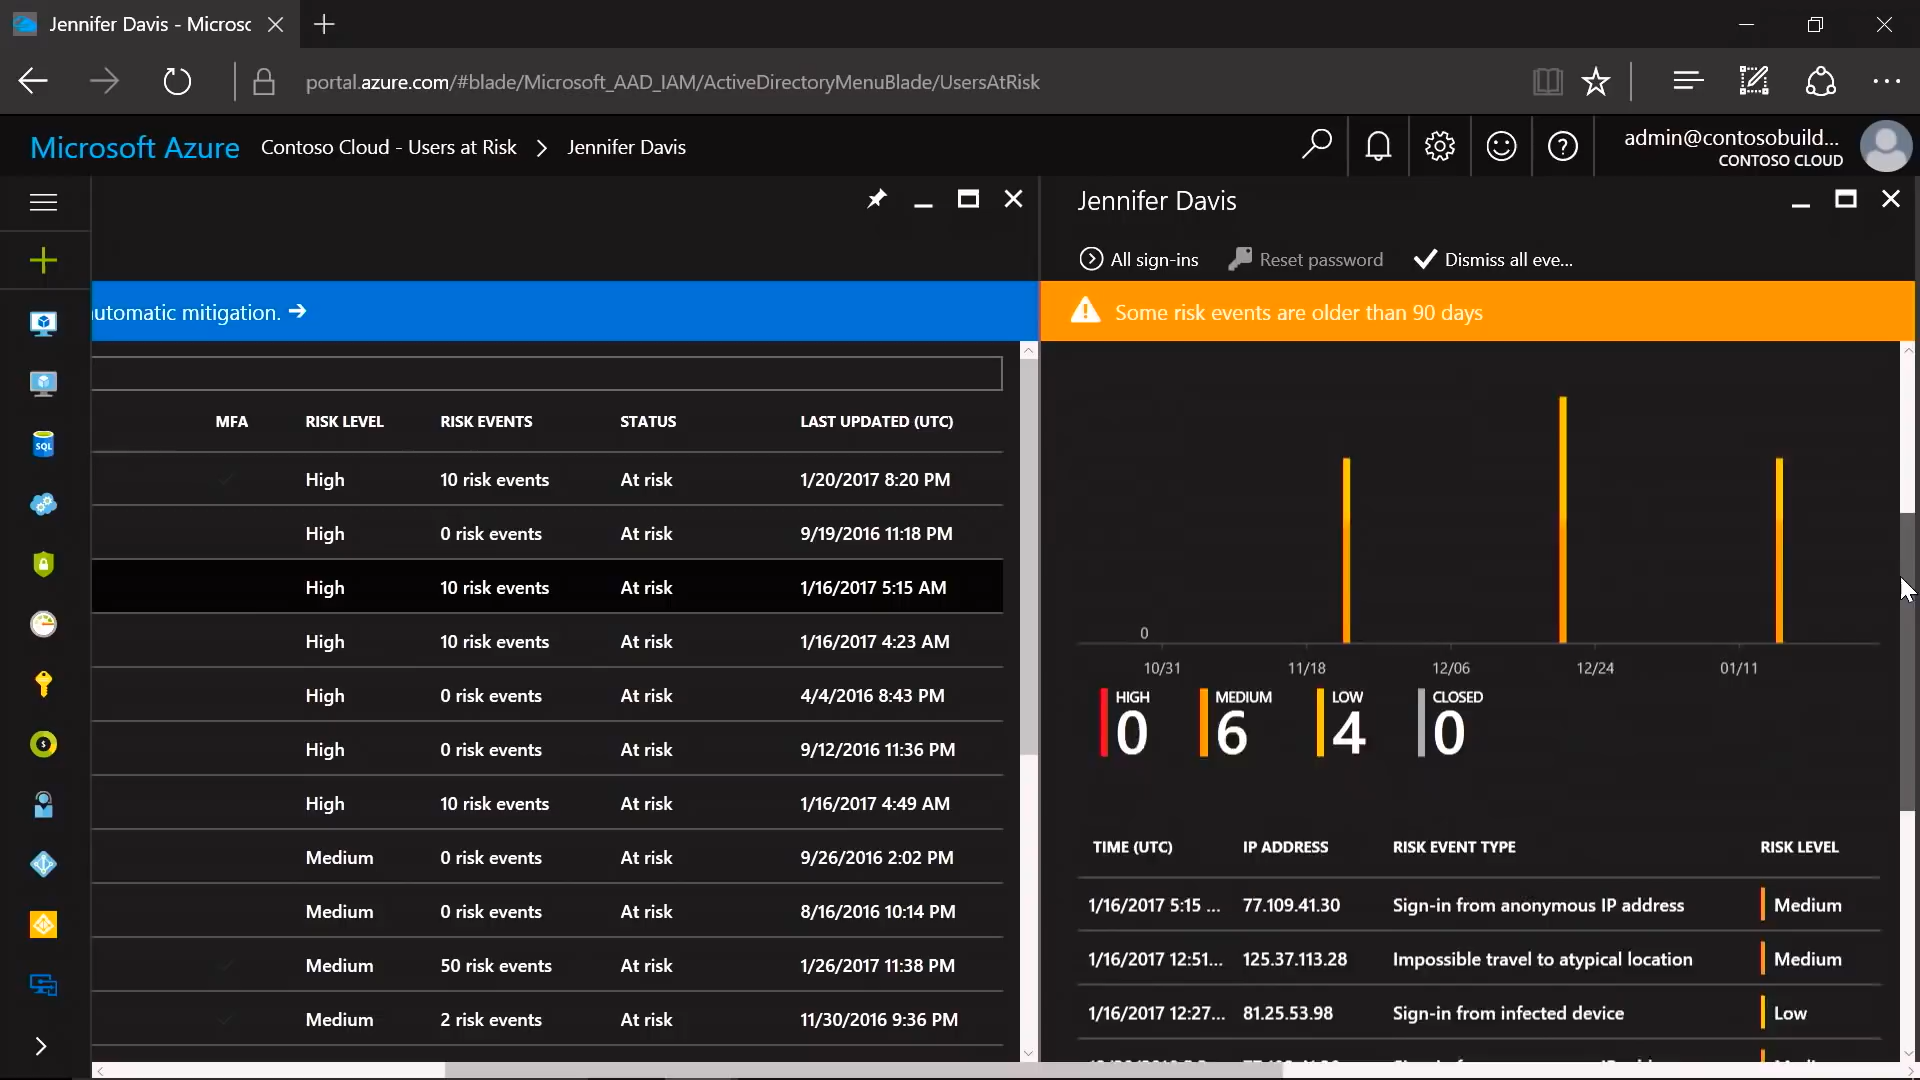 Jennifer Davis - Microsc
portal.azure.com/#blade/Microsoft_AAD_IAM/ActiveDirectoryMenuBlade/UsersAtRisk
Microsoft Azure Contoso Cloud - Users at Risk > Jennifer Davis
admin@contosobuild...
CONTOSO CLOUD
Jennifer Davis
All sign-ins Reset password Dismiss all eve...
utomatic mitigation. →
Some risk events are older than 90 days
MFA RISK LEVEL RISK EVENTS STATUS LAST UPDATED (UTC)
High 10 risk events At risk 1/20/2017 8:20 PM
High 0 risk events At risk 9/19/2016 11:18 PM
High 10 risk events At risk 1/16/2017 5:15 AM
High 10 risk events At risk 1/16/2017 4:23 AM
High 0 risk events At risk 4/4/2016 8:43 PM
High 0 risk events At risk 9/12/2016 11:36 PM
High 10 risk events At risk 1/16/2017 4:49 AM
Medium 0 risk events At risk 9/26/2016 2:02 PM
Medium 0 risk events At risk 8/16/2016 10:14 PM
Medium 50 risk events At risk 1/26/2017 11:38 PM
Medium 2 risk events At risk 11/30/2016 9:36 PM
0
10/31 11/18 12/06 12/24 01/11
HIGH MEDIUM LOW CLOSED
0 6 4 0
TIME (UTC) IP ADDRESS RISK EVENT TYPE RISK LEVEL
1/16/2017 5:15 ... 77.109.41.30 Sign-in from anonymous IP address Medium
1/16/2017 12:51... 125.37.113.28 Impossible travel to atypical location Medium
1/16/2017 12:27... 81.25.53.98 Sign-in from infected device Low
SQL